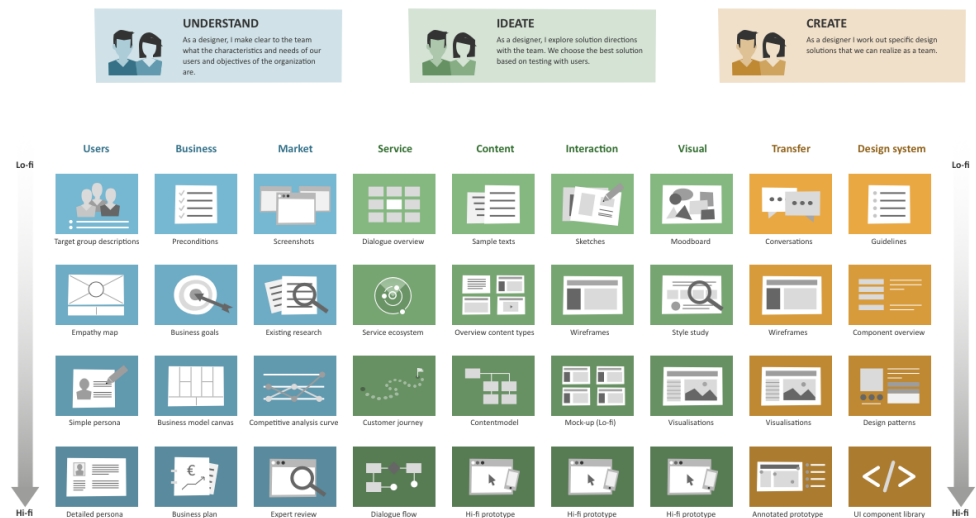 UNDERSTAND
As a designer, I make clear to the team
what the characteristics and needs of our
users and objectives of the organization
are.
IDEATE
As a designer, I explore solution directions
with the team. We choose the best solution
based on testing with users.
CREATE
As a designer I work out specific design
solutions that we can realize as a team.
Users Business Market Service Content Interaction Visual Transfer Design system
Lo-fi Lo-fi
Target group descriptions Preconditions Screenshots Dialogue overview Sample texts Sketches Moodboard Conversations Guidelines
Empathy map Business goals Existing research Service ecosystem Overview content types Wireframes Style study Wireframes Component overview
Simple persona Business model canvas Competitive analysis curve Customer journey Contentmodel Mock-up (Lo-fi) Visualisations Visualisations Design patterns
€
Hi-fi Detailed persona Business plan Expert review Dialogue flow Hi-fi prototype Hi-fi prototype Hi-fi prototype Annotated prototype UI component library Hi-fi